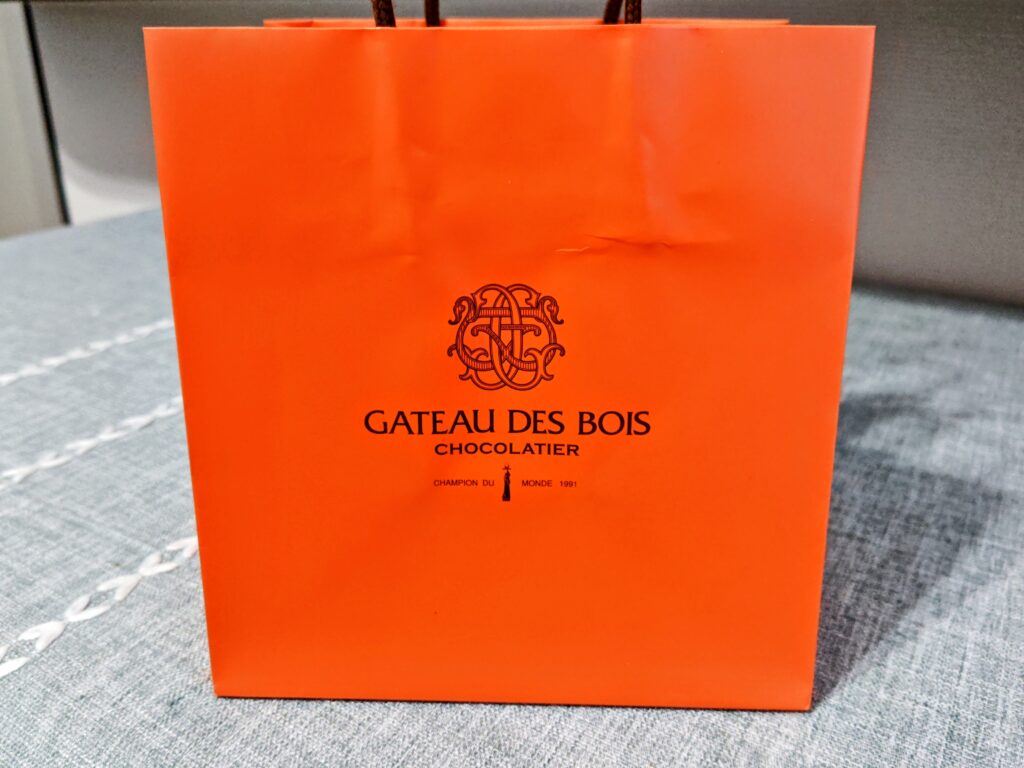 GATEAU DES BOIS
CHOCOLATIER
CHAMPION DU MONDE 1991